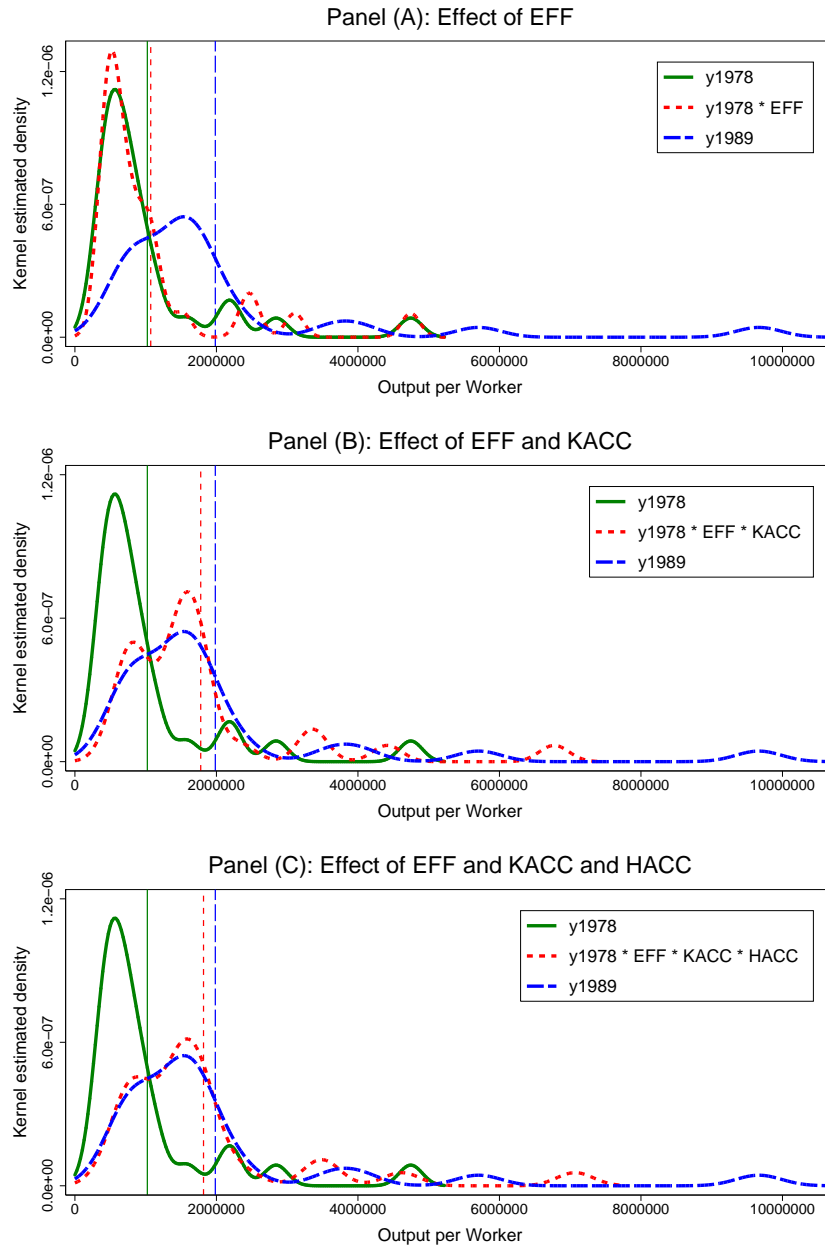 Panel (A): Effect of EFF
Kernel estimated density
1.2e−06
6.0e−07
0.0e+00
y1978
y1978 * EFF
y1989
0 2000000 4000000 6000000 8000000 10000000
Output per Worker
Panel (B): Effect of EFF and KACC
Kernel estimated density
1.2e−06
6.0e−07
0.0e+00
y1978
y1978 * EFF * KACC
y1989
0 2000000 4000000 6000000 8000000 10000000
Output per Worker
Panel (C): Effect of EFF and KACC and HACC
Kernel estimated density
1.2e−06
6.0e−07
0.0e+00
y1978
y1978 * EFF * KACC * HACC
y1989
0 2000000 4000000 6000000 8000000 10000000
Output per Worker